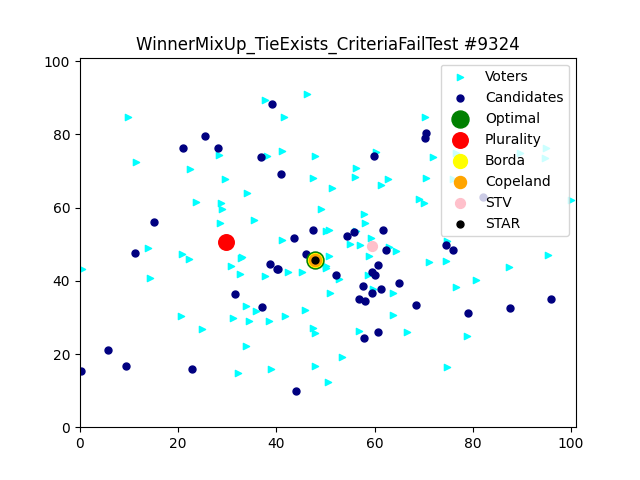 WinnerMixUp_TieExists_CriteriaFailTest #9324
100
80
60
40
20
0
0
20
40
60
80
100
Voters
Candidates
Optimal
Plurality
Borda
Copeland
STV
STAR